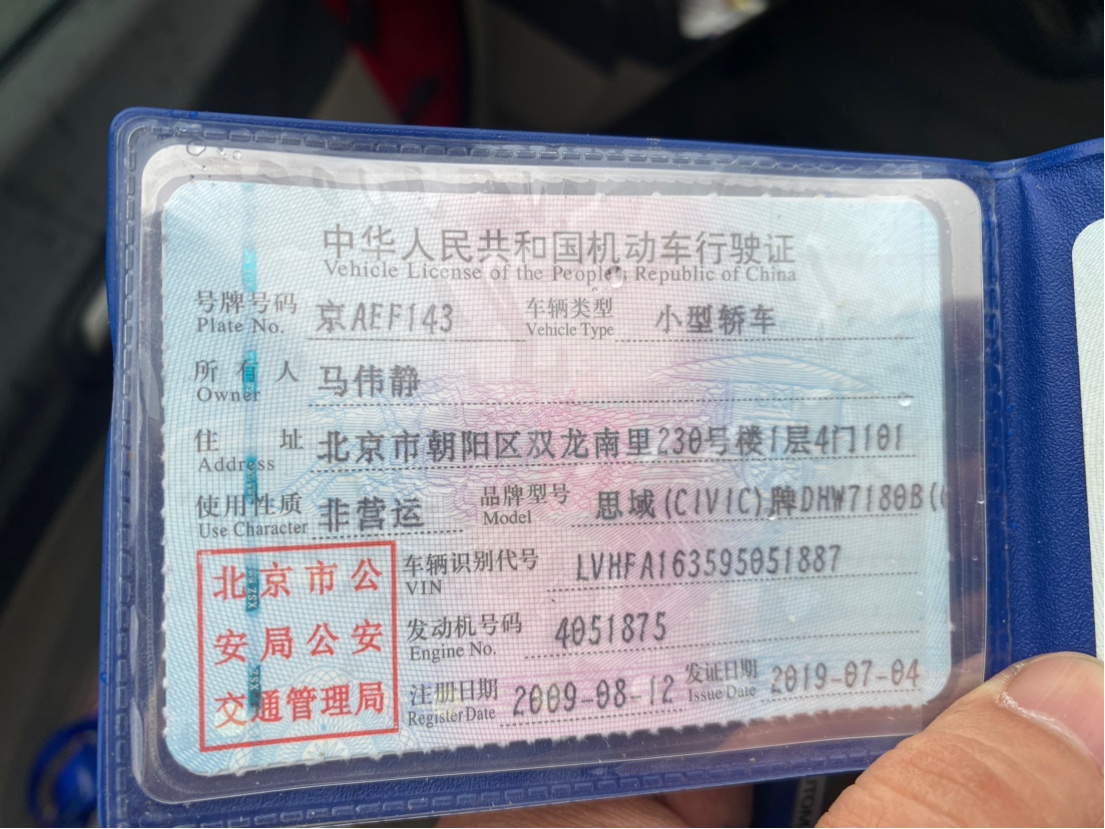 中华人民共和国机动车行驶证
Vehicle License of the People's Republic of China
号牌号码 京AEF143 车辆类型 小型轿车
Plate No. Vehicle Type
所有人 马伟静
Owner
住址 北京市朝阳区双龙南里230号楼1层4门101
Address
使用性质 非营运 品牌型号 思域(CIVIC)牌DHW7180B(
Use Character Model
车辆识别代号 LVHFA163595051887
VIN
发动机号码 4051875
Engine No.
注册日期 2009-08-12 发证日期 2019-07-04
Register Date Issue Date
北京市公
安局公安
交通管理局